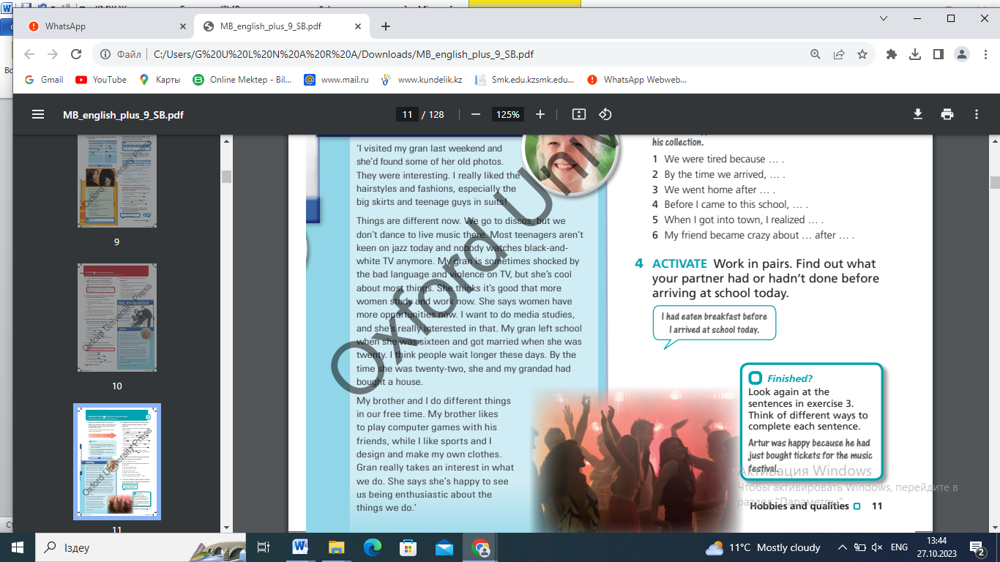 WhatsApp
MB_english_plus_9_SB.pdf
Файл
C:/Users/G%20U%20L%20N%20A%20R%20A/Downloads/MB_english_plus_9_SB.pdf
Gmail
YouTube
Карты
Online Mektep - Bil...
www.mail.ru
www.kundelik.kz
Smk.edu.kzsmk.edu...
WhatsApp Webweb...
MB_english_plus_9_SB.pdf
11 / 128
125%
9
10
11
'I visited my gran last weekend and
she'd found some of her old photos.
They were interesting. I really liked the
hairstyles and fashions, especially the
big skirts and teenage guys in suits!
Things are different now. We go to discos, but we
don't dance to live music there. Most teenagers aren't
keen on jazz today and nobody watches black-and-
white TV anymore. My gran is sometimes shocked by
the bad language and violence on TV, but she's cool
about most things. She thinks it's good that more
women study and work now. She says women have
more opportunities now. I want to do media studies,
and she's really interested in that. My gran left school
when she was sixteen and got married when she was
twenty. I think people wait longer these days. By the
time she was twenty-two, she and my grandad had
bought a house.
My brother and I do different things
in our free time. My brother likes
to play computer games with his
friends, while I like sports and I
design and make my own clothes.
Gran really takes an interest in what
we do. She says she's happy to see
us being enthusiastic about the
things we do.'
Oxford Uni
his collection.
1 We were tired because ... .
2 By the time we arrived, ... .
3 We went home after ... .
4 Before I came to this school, ... .
5 When I got into town, I realized ... .
6 My friend became crazy about ... after ... .
4 ACTIVATE Work in pairs. Find out what
your partner had or hadn't done before
arriving at school today.
I had eaten breakfast before
I arrived at school today.
Finished?
Look again at the
sentences in exercise 3.
Think of different ways to
complete each sentence.
Artur was happy because he had
just bought tickets for the music
festival.
Активация Windows
Чтобы активировать Windows, перейдите в
раздел "Параметры".
Hobbies and qualities 11
Іздеу
11°C Mostly cloudy
ENG
13:44
27.10.2023
2